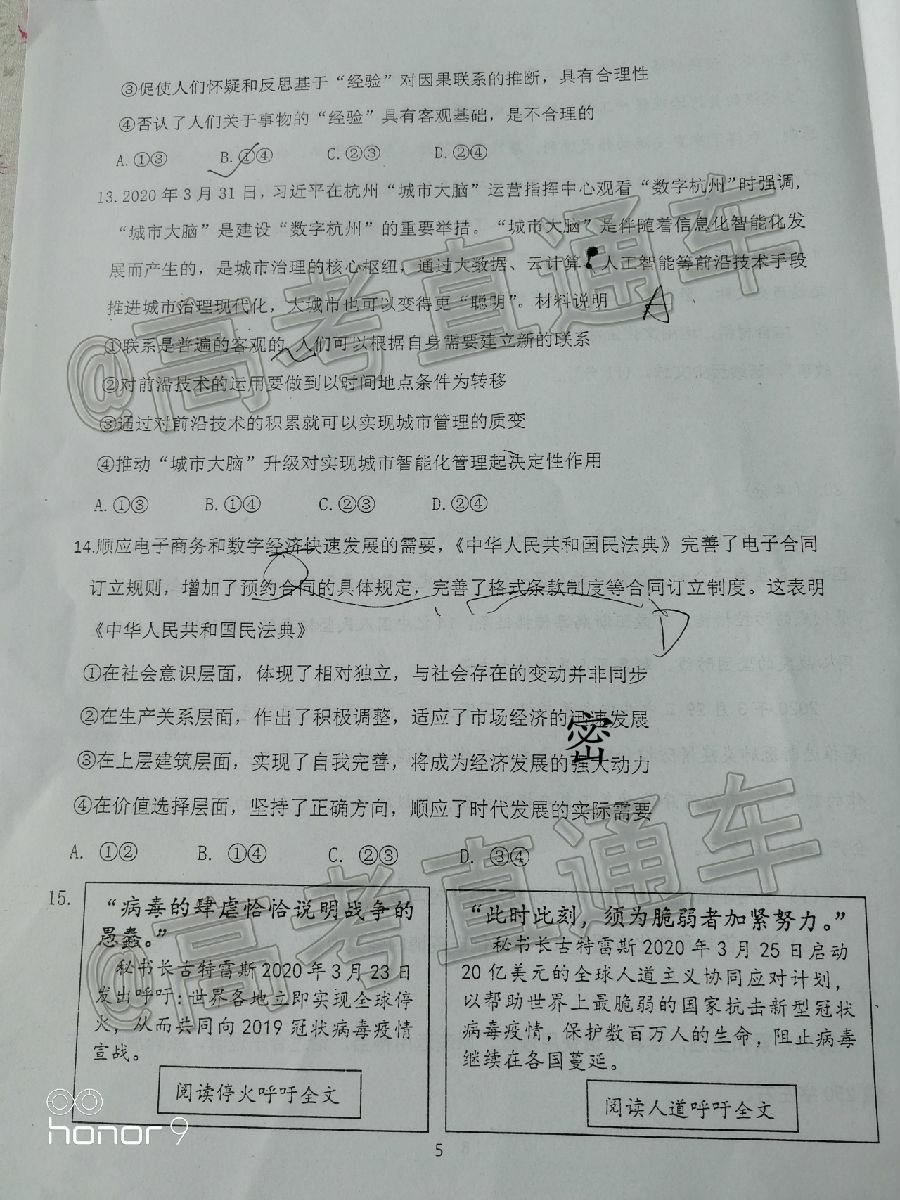 ③促使人们怀疑和反思基于“经验”对因果联系的推断，具有合理性
④否认了人们关于事物的“经验”具有客观基础，是不合理的
A.①③ B.①④ C.②③ D.②④
13.2020年3月31日，习近平在杭州“城市大脑”运营指挥中心观看“数字杭州”时强调，
“城市大脑”是建设“数字杭州”的重要举措。“城市大脑”是伴随着信息化智能化发
展而产生的，是城市治理的核心枢纽，通过大数据、云计算、人工智能等前沿技术手段
推进城市治理现代化，大城市也可以变得更“聪明”。材料说明 A
①联系是普遍的客观的，人们可以根据自身需要建立新的联系
②对前沿技术的运用要做到以时间地点条件为转移
③通过对前沿技术的积累就可以实现城市管理的质变
④推动“城市大脑”升级对实现城市智能化管理起决定性作用
A.①③ B.①④ C.②③ D.②④
14.顺应电子商务和数字经济快速发展的需要，《中华人民共和国民法典》完善了电子合同
订立规则，增加了预约合同的具体规定，完善了格式条款制度等合同订立制度。这表明
《中华人民共和国民法典》 D
①在社会意识层面，体现了相对独立，与社会存在的变动并非同步
②在生产关系层面，作出了积极调整，适应了市场经济的迅速发展
密
③在上层建筑层面，实现了自我完善，将成为经济发展的强大动力
④在价值选择层面，坚持了正确方向，顺应了时代发展的实际需要
A. ①② B. ①④ C. ②③ D. ③④
15.
“病毒的肆虐恰恰说明战争的
愚蠢。”
秘书长古特雷斯2020年3月23日
发出呼吁：世界各地立即实现全球停
火，从而共同向2019冠状病毒疫情
宣战。
阅读停火呼吁全文
“此时此刻，须为脆弱者加紧努力。”
秘书长古特雷斯2020年3月25日启动
20亿美元的全球人道主义协同应对计划，
以帮助世界上最脆弱的国家抗击新型冠状
病毒疫情，保护数百万人的生命，阻止病毒
继续在各国蔓延。
阅读人道呼吁全文
5
@高考直通车
@高考直通车
honor 9